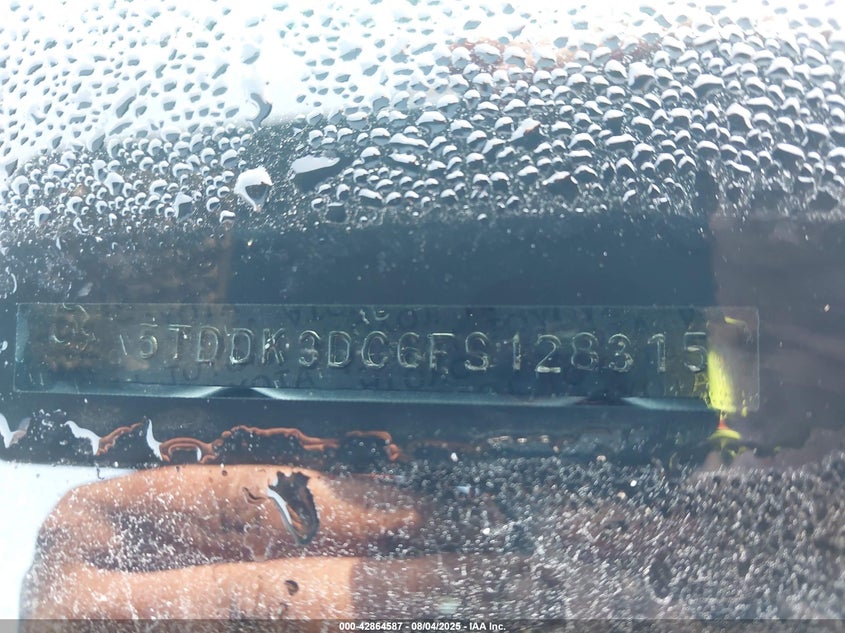 5TDDK3DC6FS128315
000-42864587 - 08/04/2025 - IAA Inc.